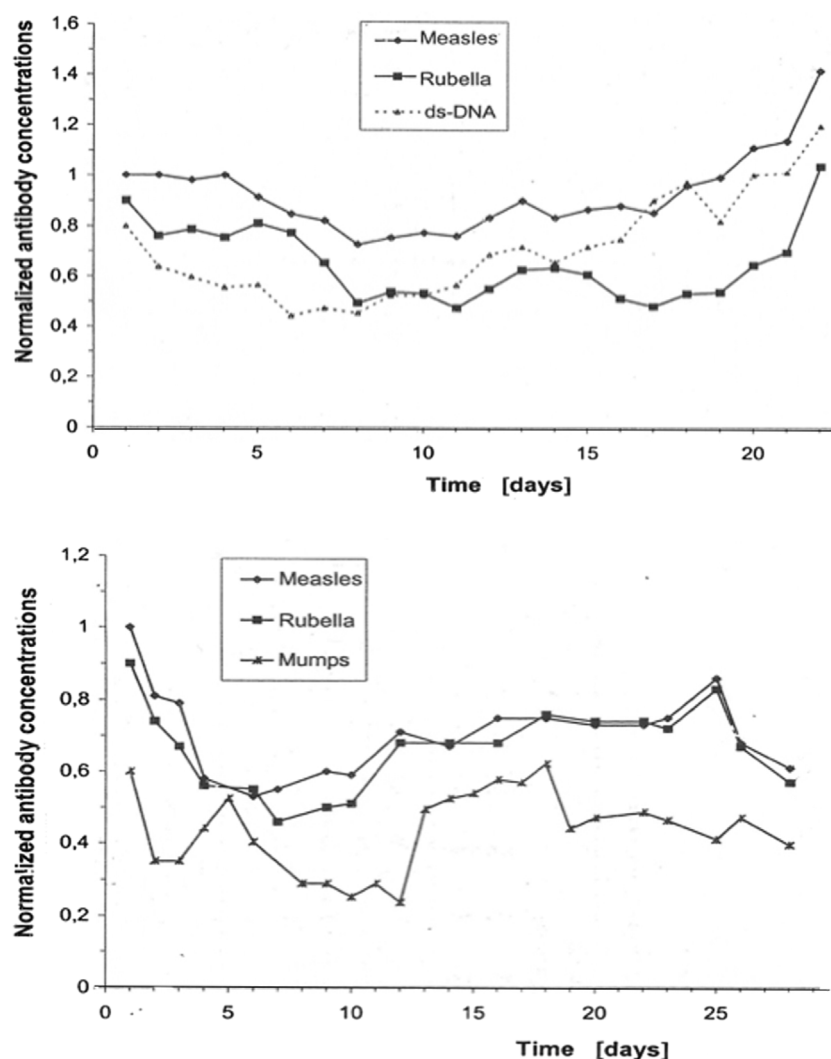 1,6
1,4
1,2
1
0,8
0,6
0,4
0,2
0
Normalized antibody concentrations
Measles
Rubella
ds-DNA
0 5 10 15 20
Time [days]
1,2
1
0,8
0,6
0,4
0,2
0
Normalized antibody concentrations
Measles
Rubella
Mumps
0 5 10 15 20 25
Time [days]